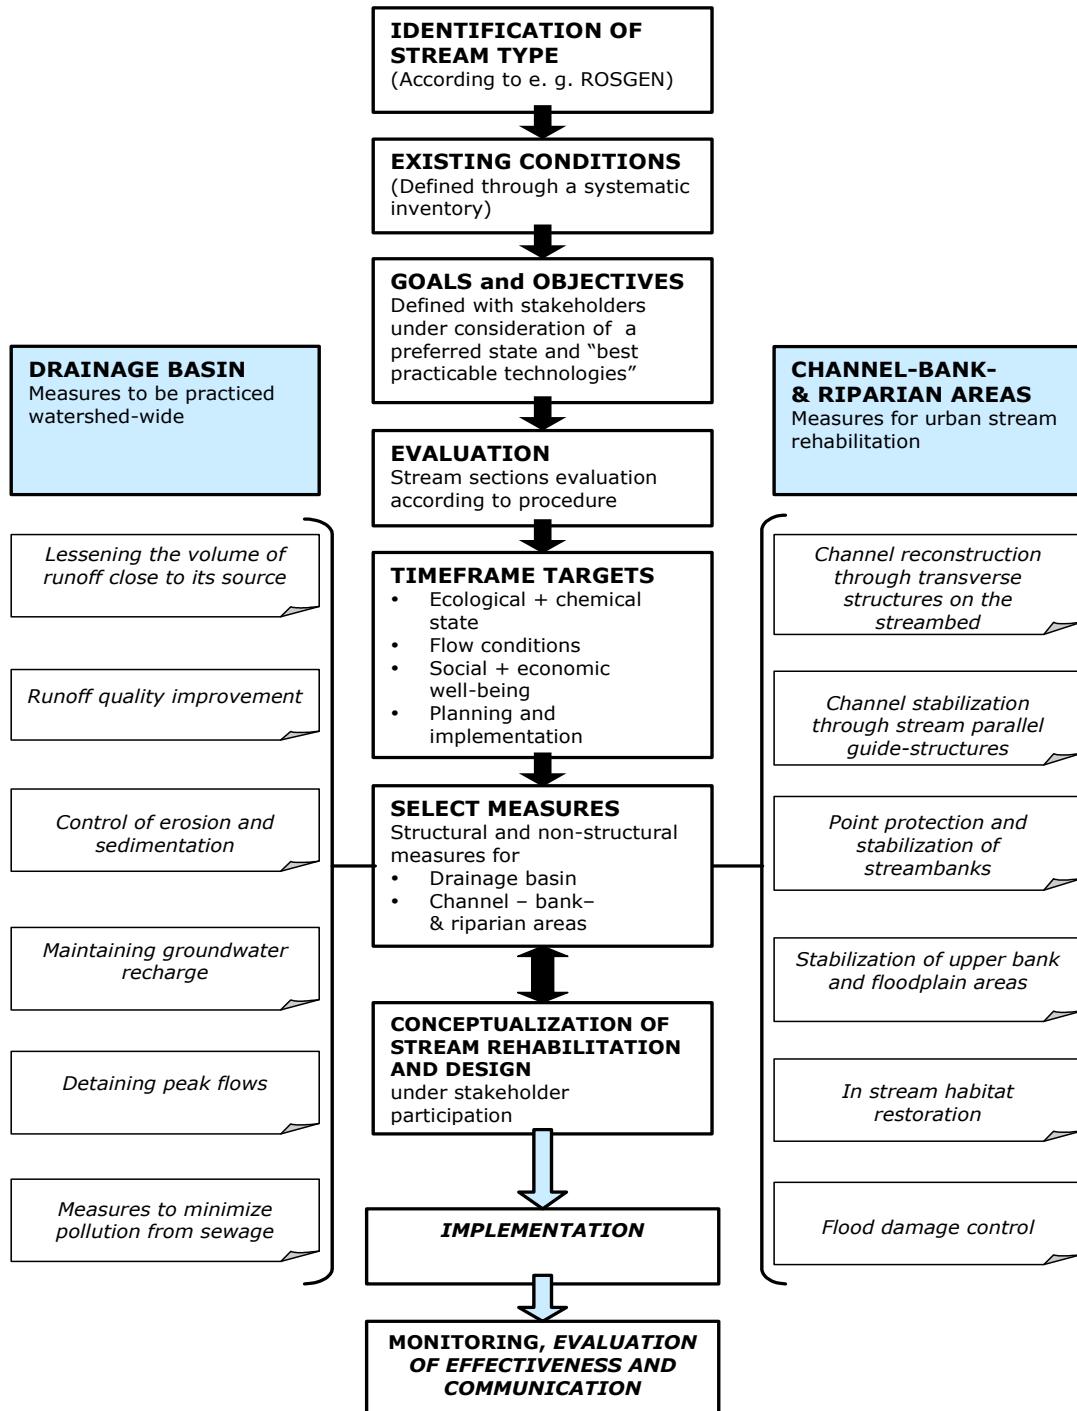 IDENTIFICATION OF
STREAM TYPE
(According to e. g. ROSGEN)
EXISTING CONDITIONS
(Defined through a systematic
inventory)
GOALS and OBJECTIVES
Defined with stakeholders
under consideration of a
preferred state and “best
practicable technologies”
DRAINAGE BASIN
Measures to be practiced
watershed-wide
CHANNEL-BANK-
& RIPARIAN AREAS
Measures for urban stream
rehabilitation
EVALUATION
Stream sections evaluation
according to procedure
TIMEFRAME TARGETS
• Ecological + chemical
state
• Flow conditions
• Social + economic
well-being
• Planning and
implementation
SELECT MEASURES
Structural and non-structural
measures for
• Drainage basin
• Channel – bank–
& riparian areas
CONCEPTUALIZATION OF
STREAM REHABILITATION
AND DESIGN
under stakeholder
participation
IMPLEMENTATION
MONITORING, EVALUATION
OF EFFECTIVENESS AND
COMMUNICATION
Lessening the volume of
runoff close to its source
Runoff quality improvement
Control of erosion and
sedimentation
Maintaining groundwater
recharge
Detaining peak flows
Measures to minimize
pollution from sewage
Channel reconstruction
through transverse
structures on the
streambed
Channel stabilization
through stream parallel
guide-structures
Point protection and
stabilization of
streambanks
Stabilization of upper bank
and floodplain areas
In stream habitat
restoration
Flood damage control